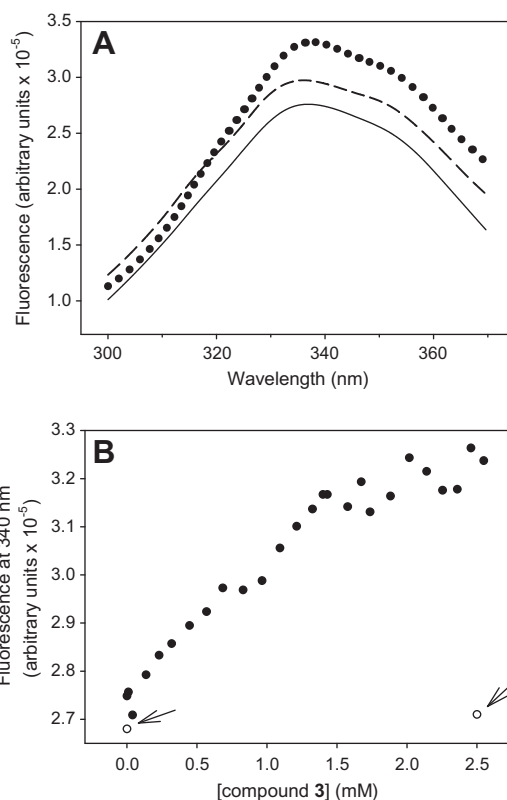 A
Fluorescence (arbitrary units x 10⁻⁵)
3.5
3.0
2.5
2.0
1.5
1.0
300 320 340 360
Wavelength (nm)
B
Fluorescence at 340 nm
(arbitrary units x 10⁻⁵)
3.3
3.2
3.1
3.0
2.9
2.8
2.7
0.0 0.5 1.0 1.5 2.0 2.5
[compound 3] (mM)